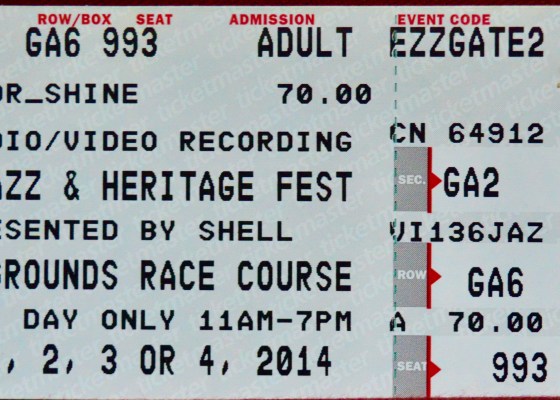 ROW/BOX SEAT ADMISSION EVENT CODE
GA6 993 ADULT EZZGATE2
OR_SHINE 70.00
CN 64912
DIO/VIDEO RECORDING
SEC. GA2
AZZ & HERITAGE FEST
ESENTED BY SHELL VI136JAZ
GROUNDS RACE COURSE ROW GA6
DAY ONLY 11AM-7PM A 70.00
, 2, 3 OR 4, 2014 SEAT 993
ticketmaster